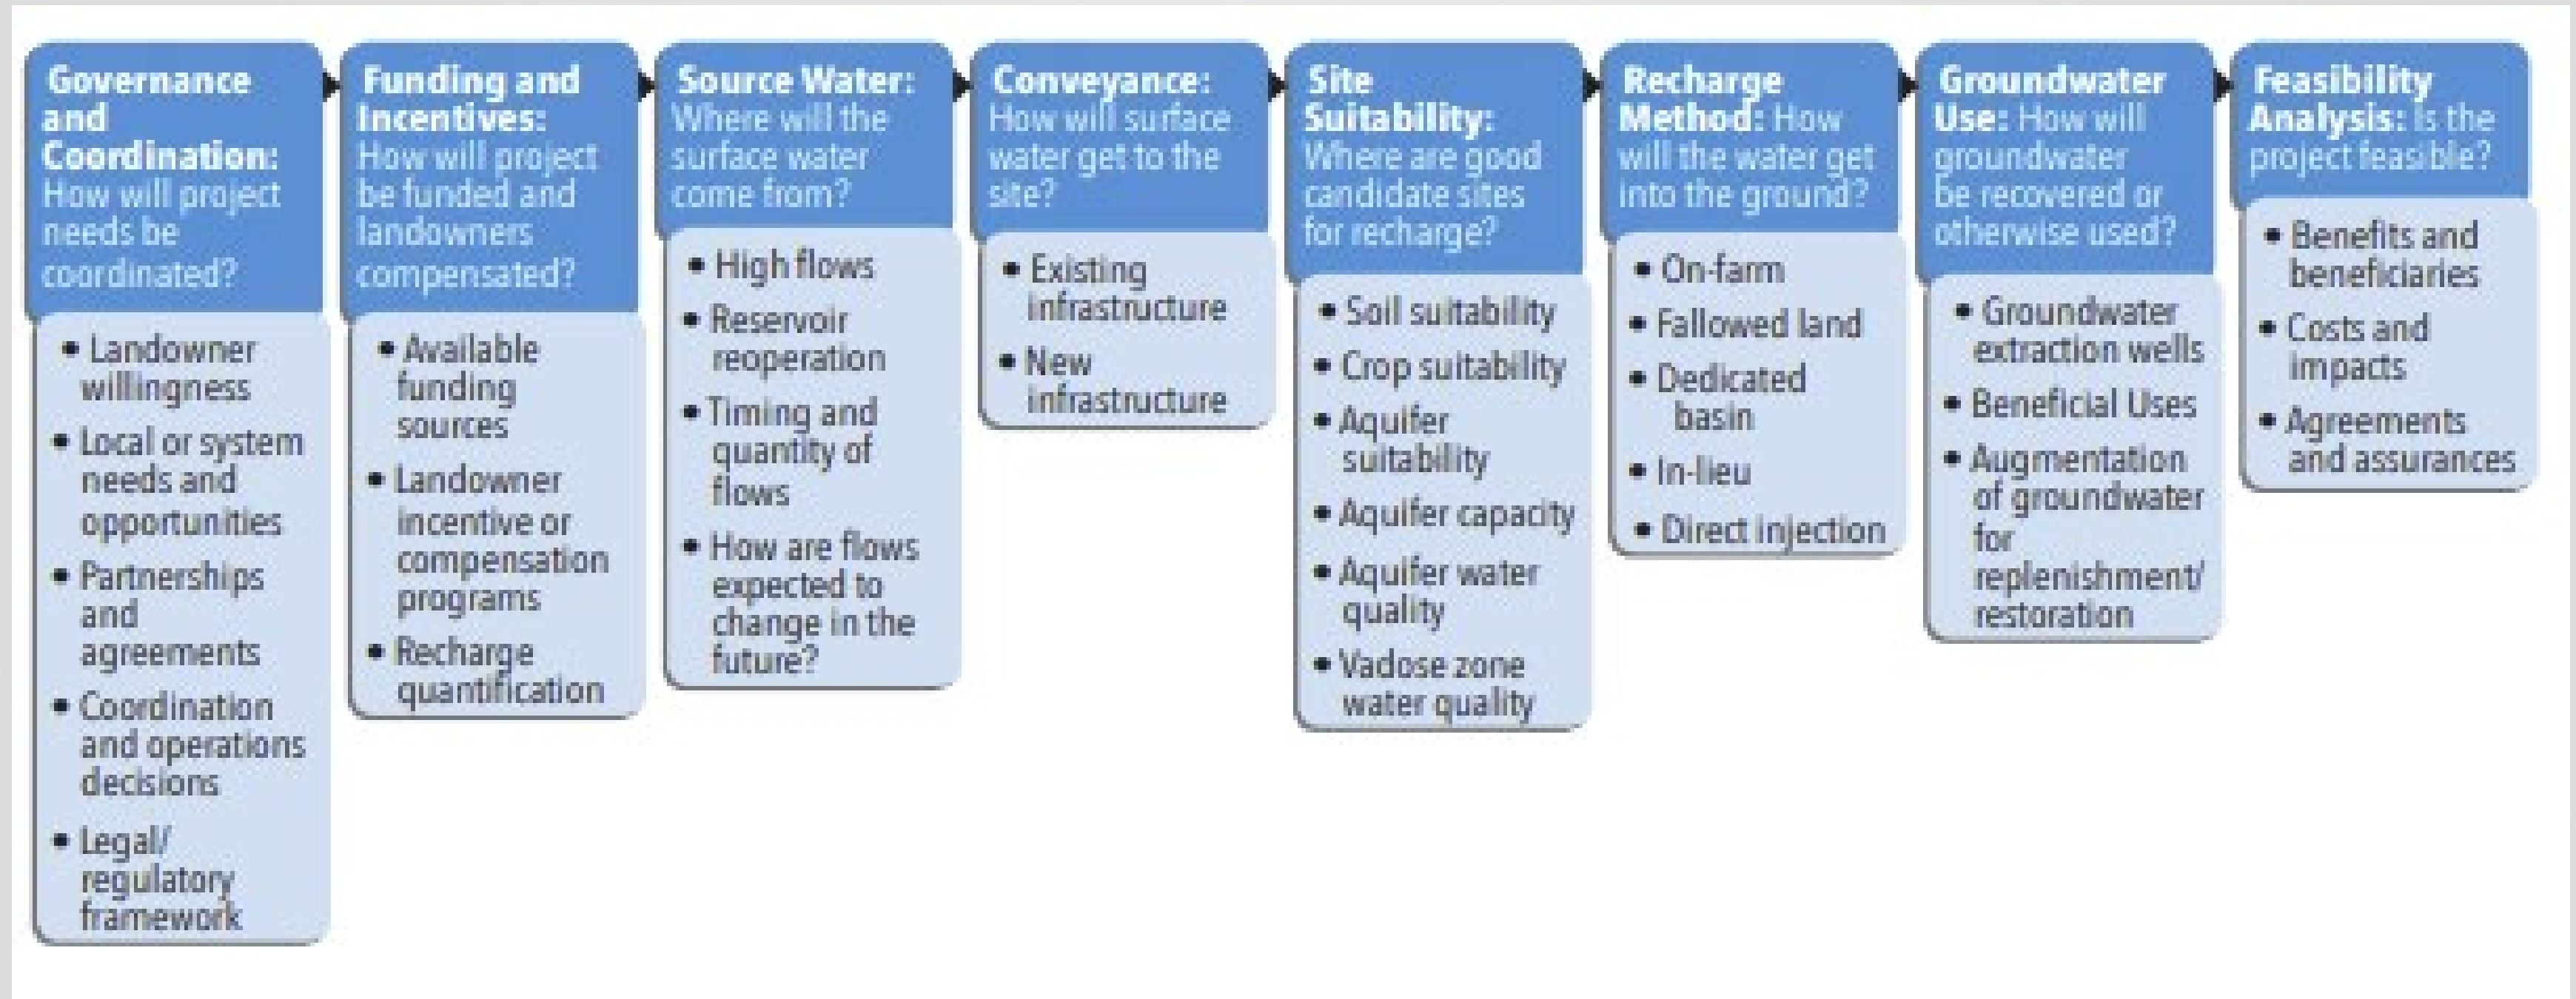 Governance
and
Coordination:
How will project
needs be
coordinated?
• Landowner
willingness
• Local or system
needs and
opportunities
• Partnerships
and
agreements
• Coordination
and operations
decisions
• Legal/
regulatory
framework
Funding and
Incentives:
How will project
be funded and
landowners
compensated?
• Available
funding
sources
• Landowner
incentive or
compensation
programs
• Recharge
quantification
Source Water:
Where will the
surface water
come from?
• High flows
• Reservoir
reoperation
• Timing and
quantity of
flows
• How are flows
expected to
change in the
future?
Conveyance:
How will surface
water get to the
site?
• Existing
infrastructure
• New
infrastructure
Site
Suitability:
Where are good
candidate sites
for recharge?
• Soil suitability
• Crop suitability
• Aquifer
suitability
• Aquifer capacity
• Aquifer water
quality
• Vadose zone
water quality
Recharge
Method: How
will the water get
into the ground?
• On-farm
• Fallowed land
• Dedicated
basin
• In-lieu
• Direct injection
Groundwater
Use: How will
groundwater
be recovered or
otherwise used?
• Groundwater
extraction wells
• Beneficial Uses
• Augmentation
of groundwater
for
replenishment/
restoration
Feasibility
Analysis: Is the
project feasible?
• Benefits and
beneficiaries
• Costs and
impacts
• Agreements
and assurances